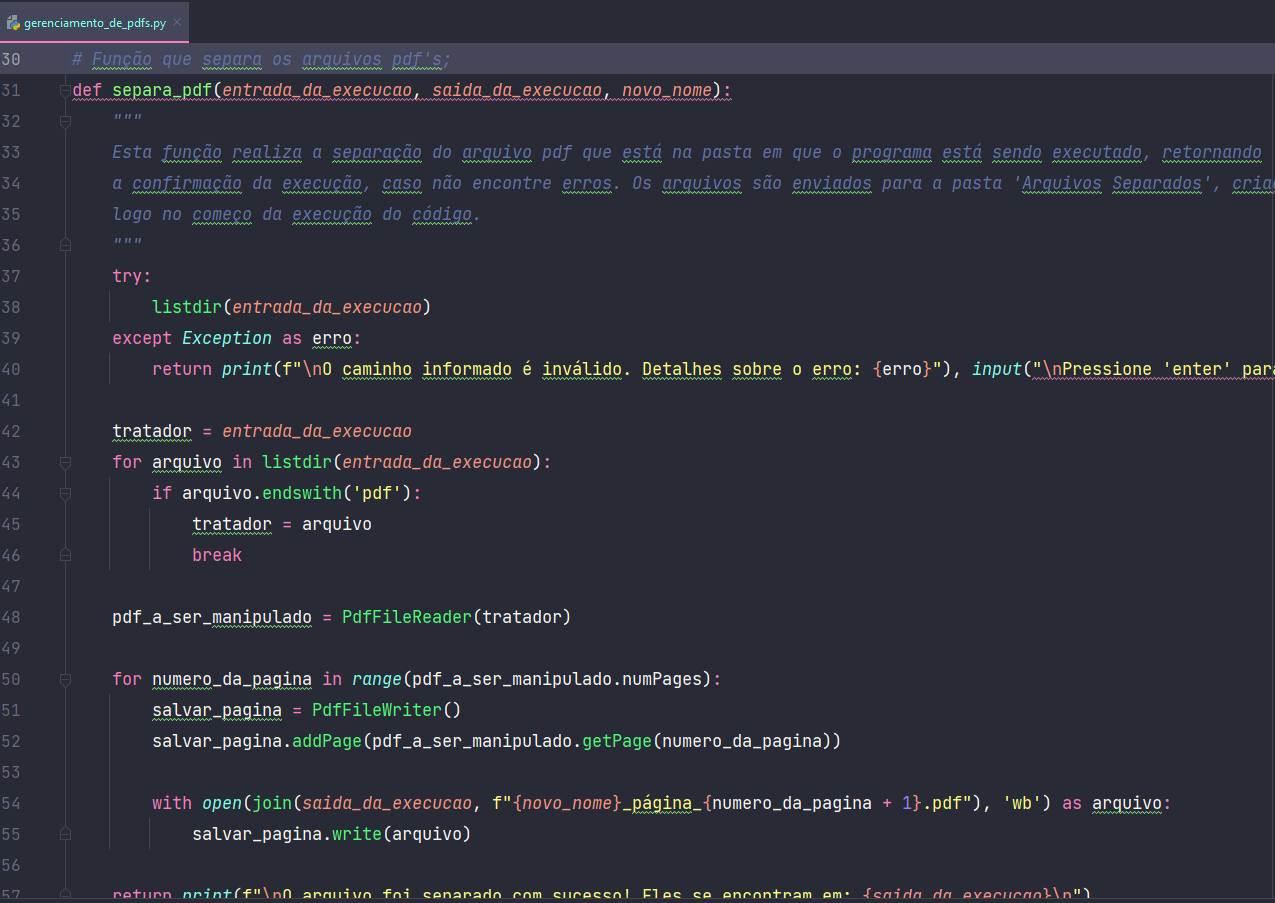 gerenciamento_de_pdfs.py
30 # Função que separa os arquivos pdf's;
31 def separa_pdf(entrada_da_execucao, saida_da_execucao, novo_nome):
32     """
33     Esta função realiza a separação do arquivo pdf que está na pasta em que o programa está sendo executado, retornando
34     a confirmação da execução, caso não encontre erros. Os arquivos são enviados para a pasta 'Arquivos Separados',
35     logo no começo da execução do código.
36     """
37     try:
38         listdir(entrada_da_execucao)
39     except Exception as erro:
40         return print(f"\nO caminho informado é inválido. Detalhes sobre o erro: {erro}"), input("\nPressione 'enter' para
41
42     tratador = entrada_da_execucao
43     for arquivo in listdir(entrada_da_execucao):
44         if arquivo.endswith('pdf'):
45             tratador = arquivo
46             break
47
48     pdf_a_ser_manipulado = PdfFileReader(tratador)
49
50     for numero_da_pagina in range(pdf_a_ser_manipulado.numPages):
51         salvar_pagina = PdfFileWriter()
52         salvar_pagina.addPage(pdf_a_ser_manipulado.getPage(numero_da_pagina))
53
54         with open(join(saida_da_execucao, f"{novo_nome}_página_{numero_da_pagina + 1}.pdf"), 'wb') as arquivo:
55             salvar_pagina.write(arquivo)
56
57     return print(f"\nO arquivo foi separado com sucesso! Eles se encontram em: {saida_da_execucao}\n")